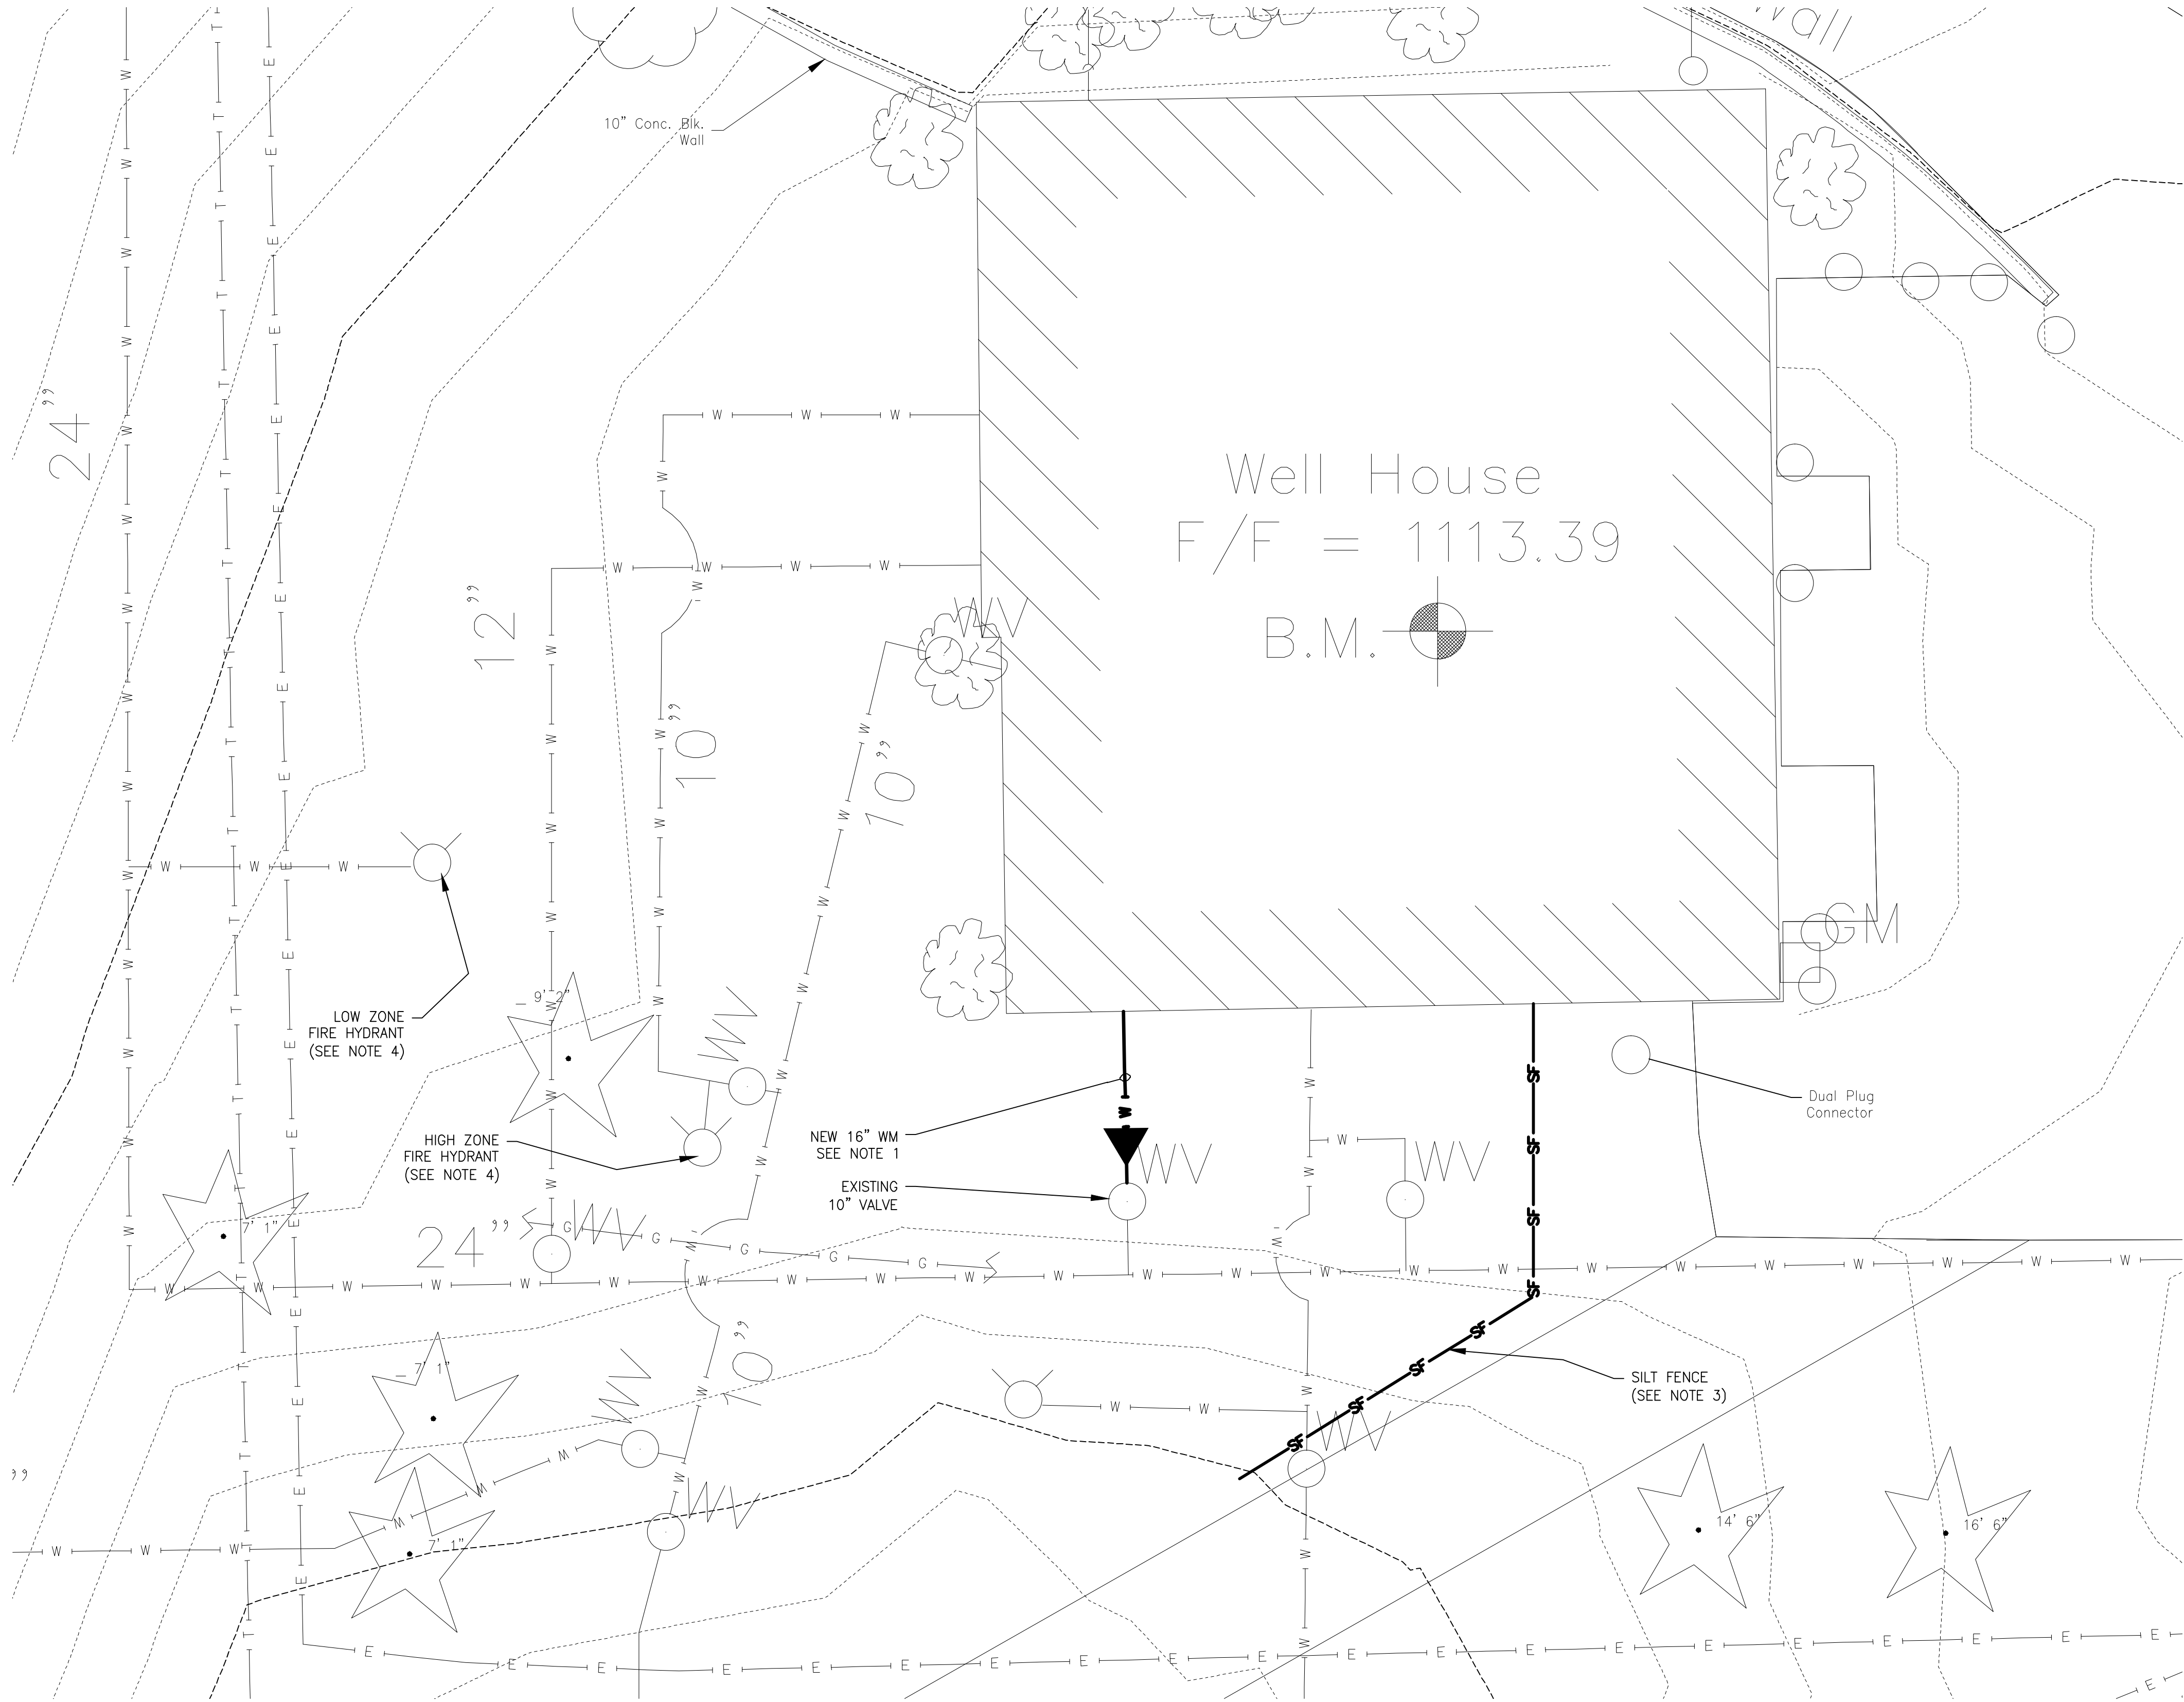 Wall
10" Conc. Blk.
Wall
24"
Well House
F/F = 1113.39
B.M.
12"
WV
10"
10"
GM
LOW ZONE
FIRE HYDRANT
(SEE NOTE 4)
9' 2"
WV
HIGH ZONE
FIRE HYDRANT
(SEE NOTE 4)
NEW 16" WM
SEE NOTE 1
WV
WV
EXISTING
10" VALVE
Dual Plug
Connector
7' 1"
24"
WV
7' 1"
10"
WV
SILT FENCE
(SEE NOTE 3)
WV
WV
7' 1"
14' 6"
16' 6"
W
T
E
G
SF